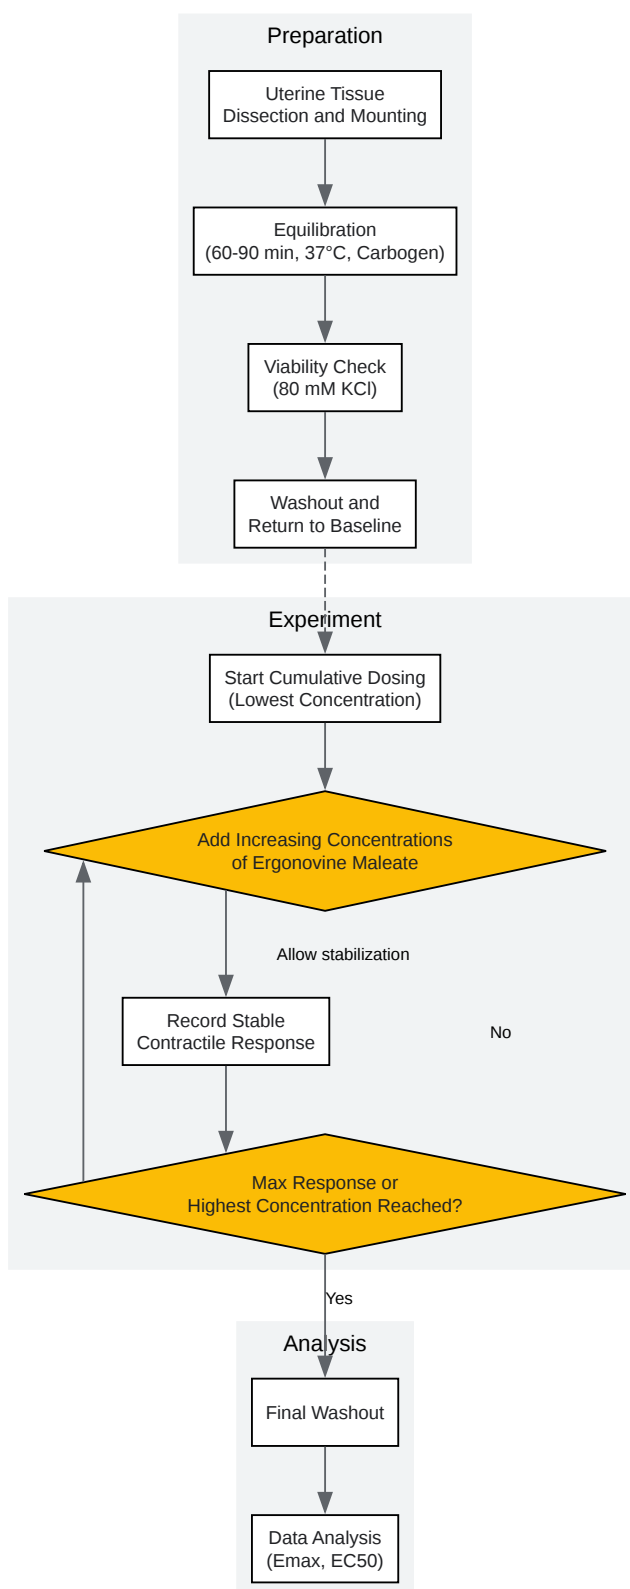 Preparation
Uterine Tissue
Dissection and Mounting
Equilibration
(60-90 min, 37°C, Carbogen)
Viability Check
(80 mM KCl)
Washout and
Return to Baseline
Experiment
Start Cumulative Dosing
(Lowest Concentration)
Add Increasing Concentrations
of Ergonovine Maleate
Allow stabilization
Record Stable
Contractile Response
No
Max Response or
Highest Concentration Reached?
Yes
Analysis
Final Washout
Data Analysis
(Emax, EC50)